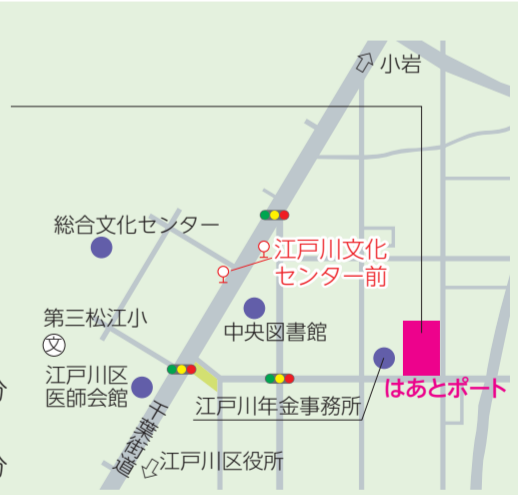 小岩
総合文化センター
江戸川文化
センター前
第三松江小
文
中央図書館
江戸川区
医師会館
はあとポート
江戸川年金事務所
千葉街道
江戸川区役所
分
分